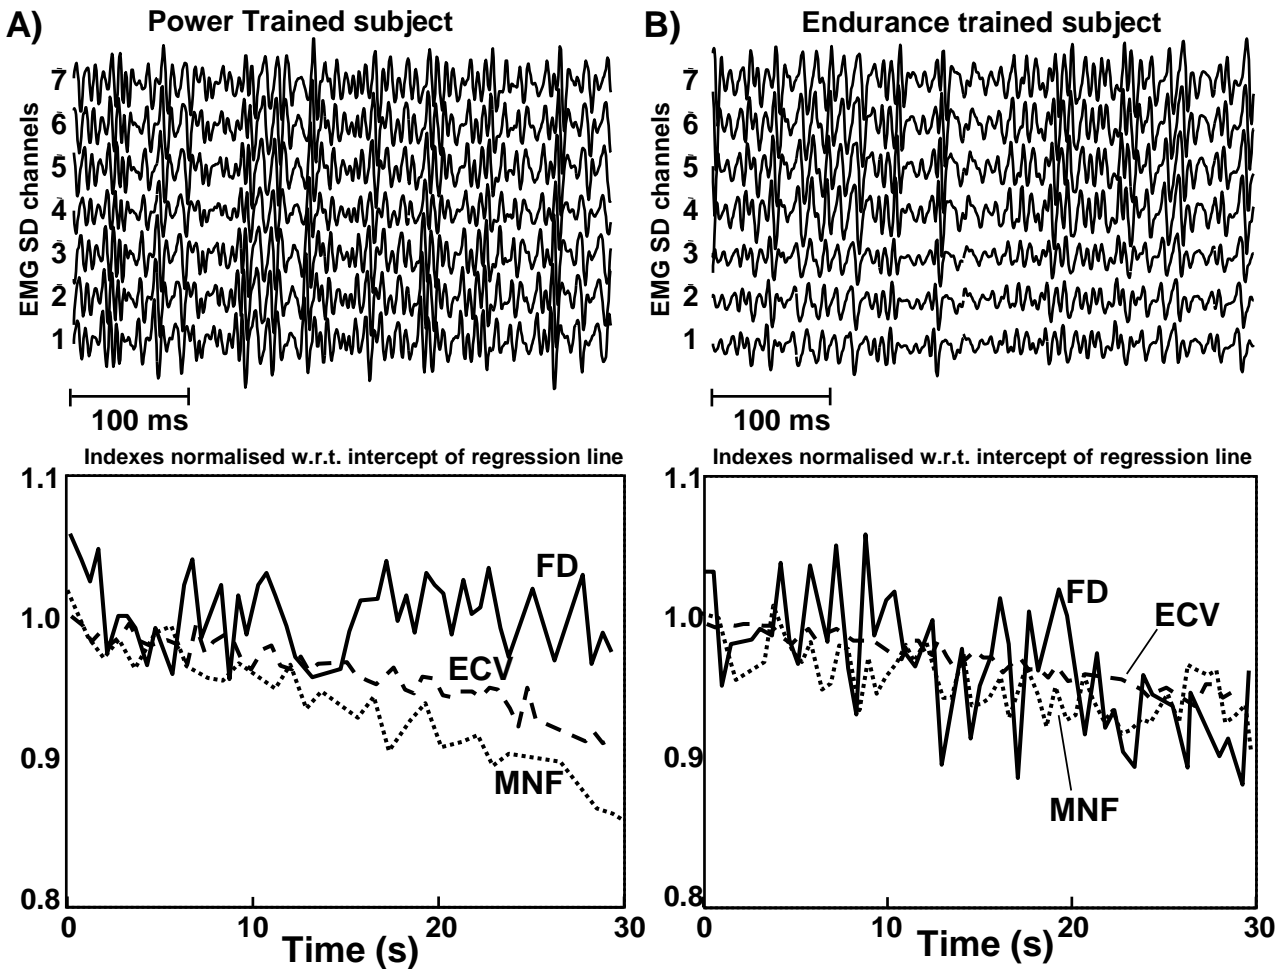 A) Power Trained subject
EMG SD channels
7
6
5
4
3
2
1
100 ms
Indexes normalised w.r.t. intercept of regression line
1.1
1.0
0.9
0.8
FD
ECV
MNF
0 10 20 30
Time (s)
B) Endurance trained subject
EMG SD channels
7
6
5
4
3
2
1
100 ms
Indexes normalised w.r.t. intercept of regression line
1.1
1.0
0.9
0.8
FD
ECV
MNF
0 10 20 30
Time (s)